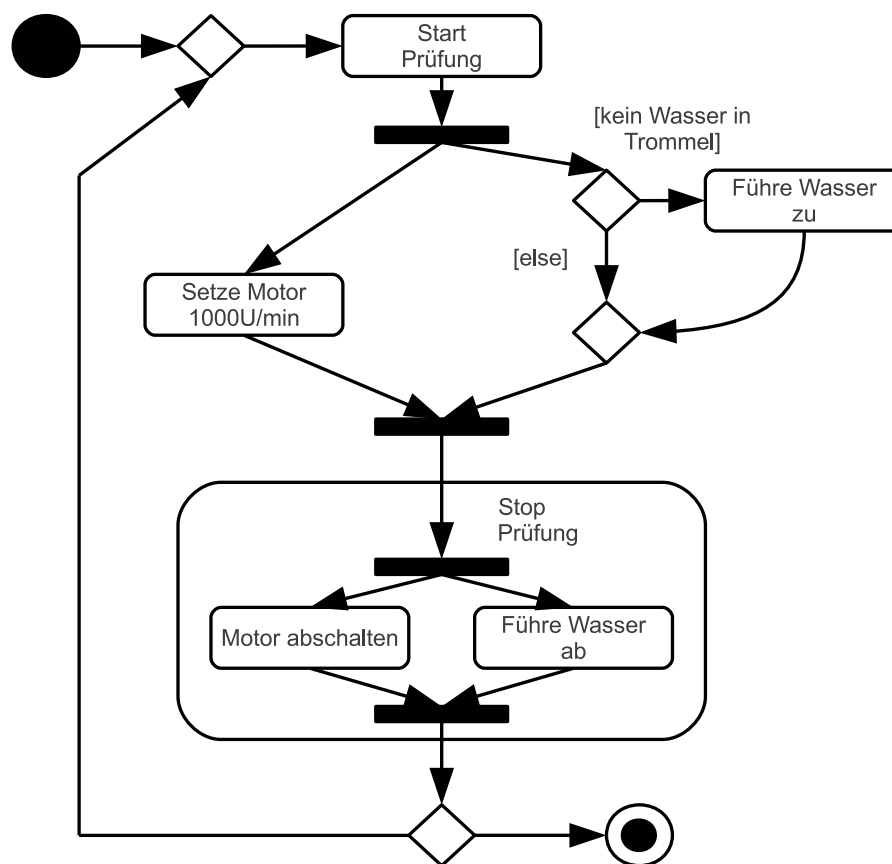 Start
Prüfung
[kein Wasser in
Trommel]
Führe Wasser
zu
[else]
Setze Motor
1000U/min
Stop
Prüfung
Motor abschalten
Führe Wasser
ab